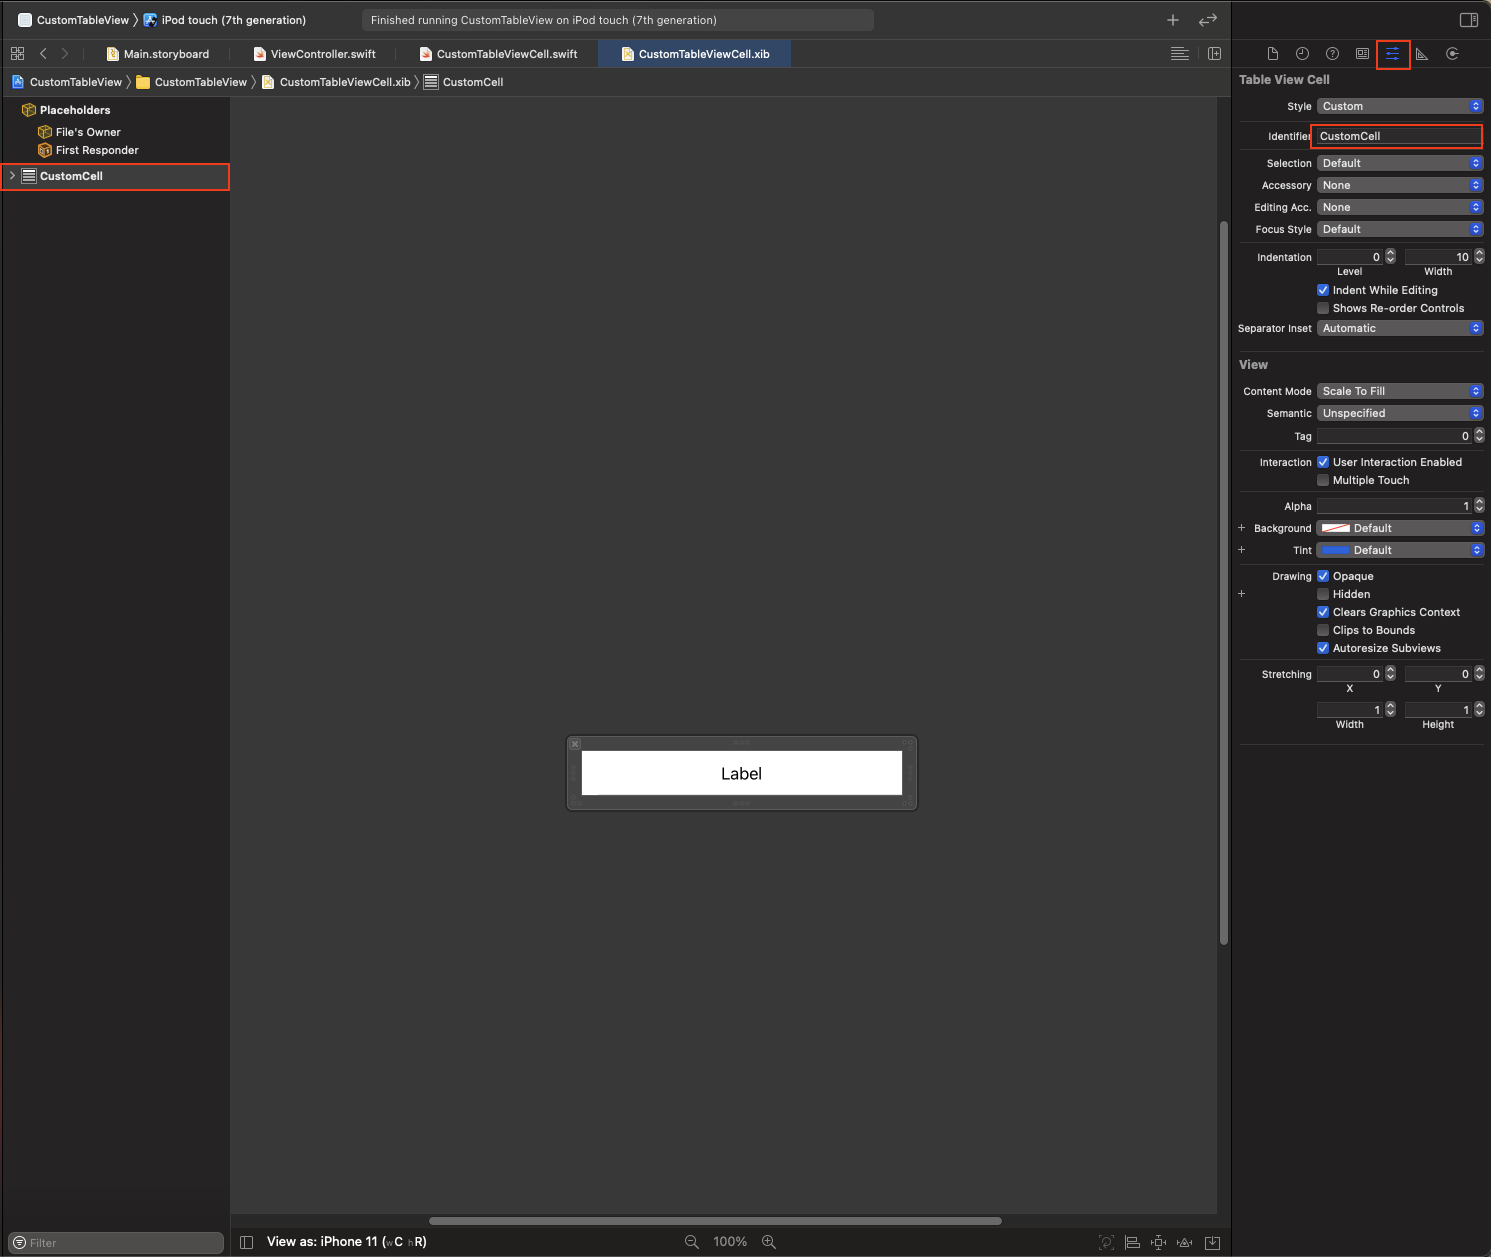 CustomTableView
iPod touch (7th generation)
Finished running CustomTableView on iPod touch (7th generation)
Main.storyboard
ViewController.swift
CustomTableViewCell.swift
CustomTableViewCell.xib
CustomTableView
CustomTableView
CustomTableViewCell.xib
CustomCell
Placeholders
File's Owner
First Responder
CustomCell
Label
Filter
View as: iPhone 11 (wC hR)
100%
Table View Cell
Style Custom
Identifier CustomCell
Selection Default
Accessory None
Editing Acc. None
Focus Style Default
Indentation 0 10
Level Width
Indent While Editing
Shows Re-order Controls
Separator Inset Automatic
View
Content Mode Scale To Fill
Semantic Unspecified
Tag 0
Interaction User Interaction Enabled
Multiple Touch
Alpha 1
Background Default
Tint Default
Drawing Opaque
Hidden
Clears Graphics Context
Clips to Bounds
Autoresize Subviews
Stretching 0 0
X Y
1 1
Width Height